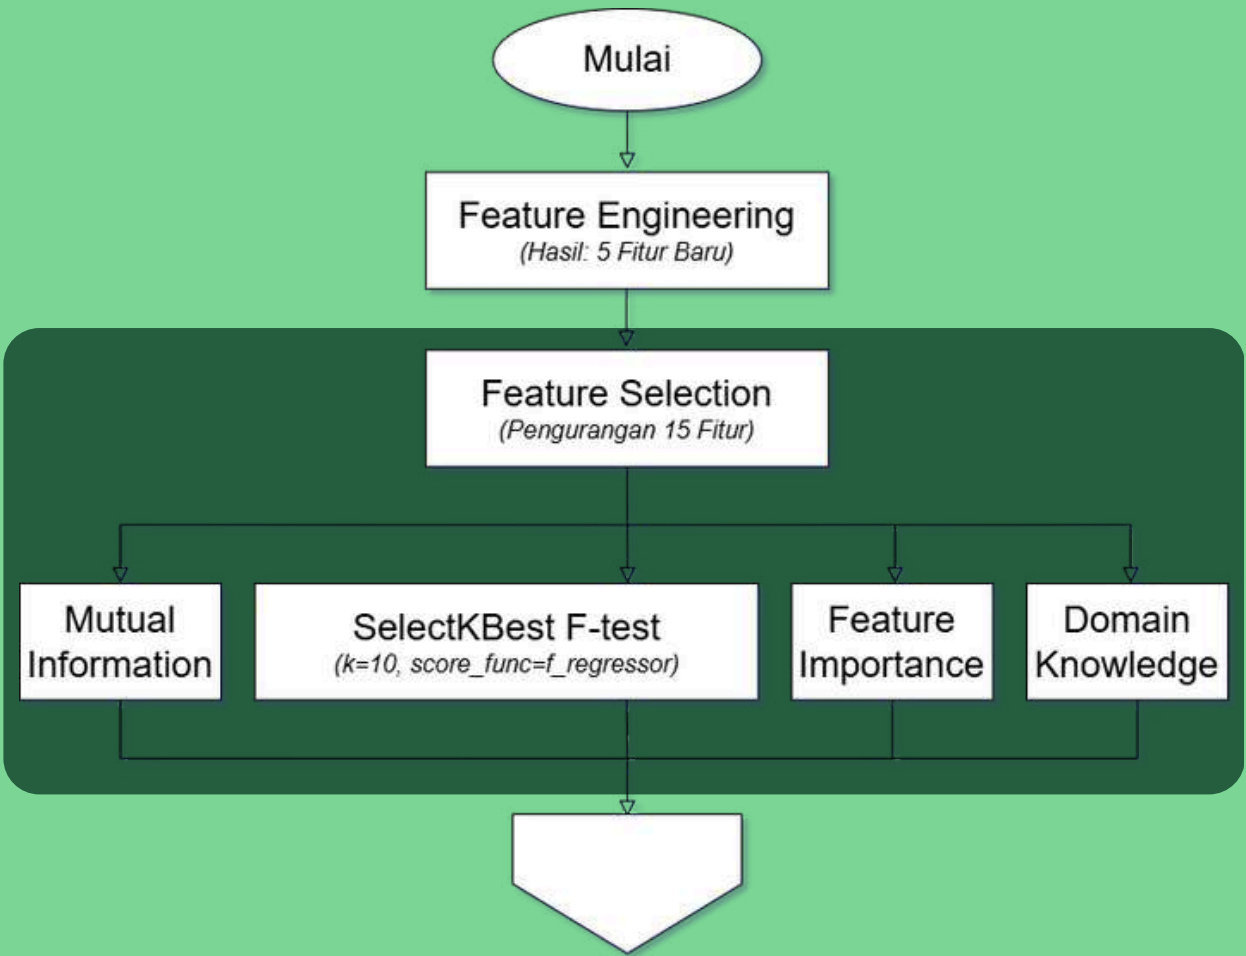 Mulai
Feature Engineering
(Hasil: 5 Fitur Baru)
Feature Selection
(Pengurangan 15 Fitur)
Mutual
Information
SelectKBest F-test
(k=10, score_func=f_regressor)
Feature
Importance
Domain
Knowledge